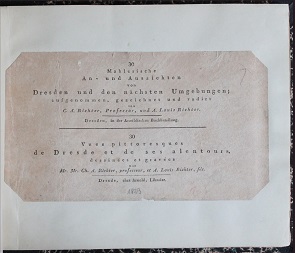 30
Mahlerische
An- und Aussichten
von
Dresden und den nächsten Umgebungen;
aufgenommen, gezeichnet und radirt
von
C. A. Richter, Professor, und A. Louis Richter.
Dresden, in der Arnoldischen Buchhandlung.
30
Vues pittoresques
de Dresde et de ses alentours,
dessinées et gravées
par
Mr. Mr. Ch. A. Richter, professeur, et A. Louis Richter, fils.
Dresde, chez Arnold, Libraire.